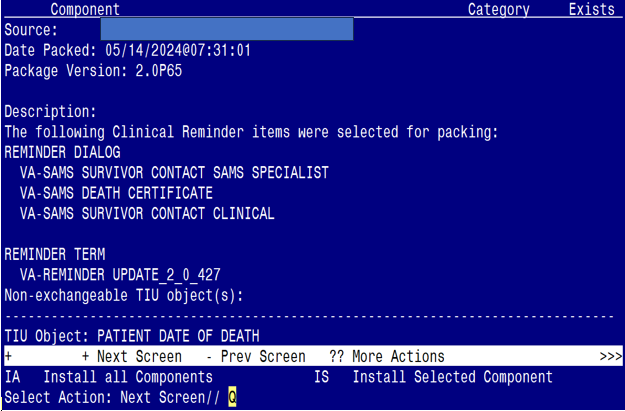 Component Category Exists
Source:
Date Packed: 05/14/2024@07:31:01
Package Version: 2.0P65
Description:
The following Clinical Reminder items were selected for packing:
REMINDER DIALOG
VA-SAMS SURVIVOR CONTACT SAMS SPECIALIST
VA-SAMS DEATH CERTIFICATE
VA-SAMS SURVIVOR CONTACT CLINICAL
REMINDER TERM
VA-REMINDER UPDATE_2_0_427
Non-exchangeable TIU object(s):
-------------------------------------------------------------------------------
TIU Object: PATIENT DATE OF DEATH
+ + Next Screen - Prev Screen ?? More Actions >>>
IA Install all Components IS Install Selected Component
Select Action: Next Screen// Q